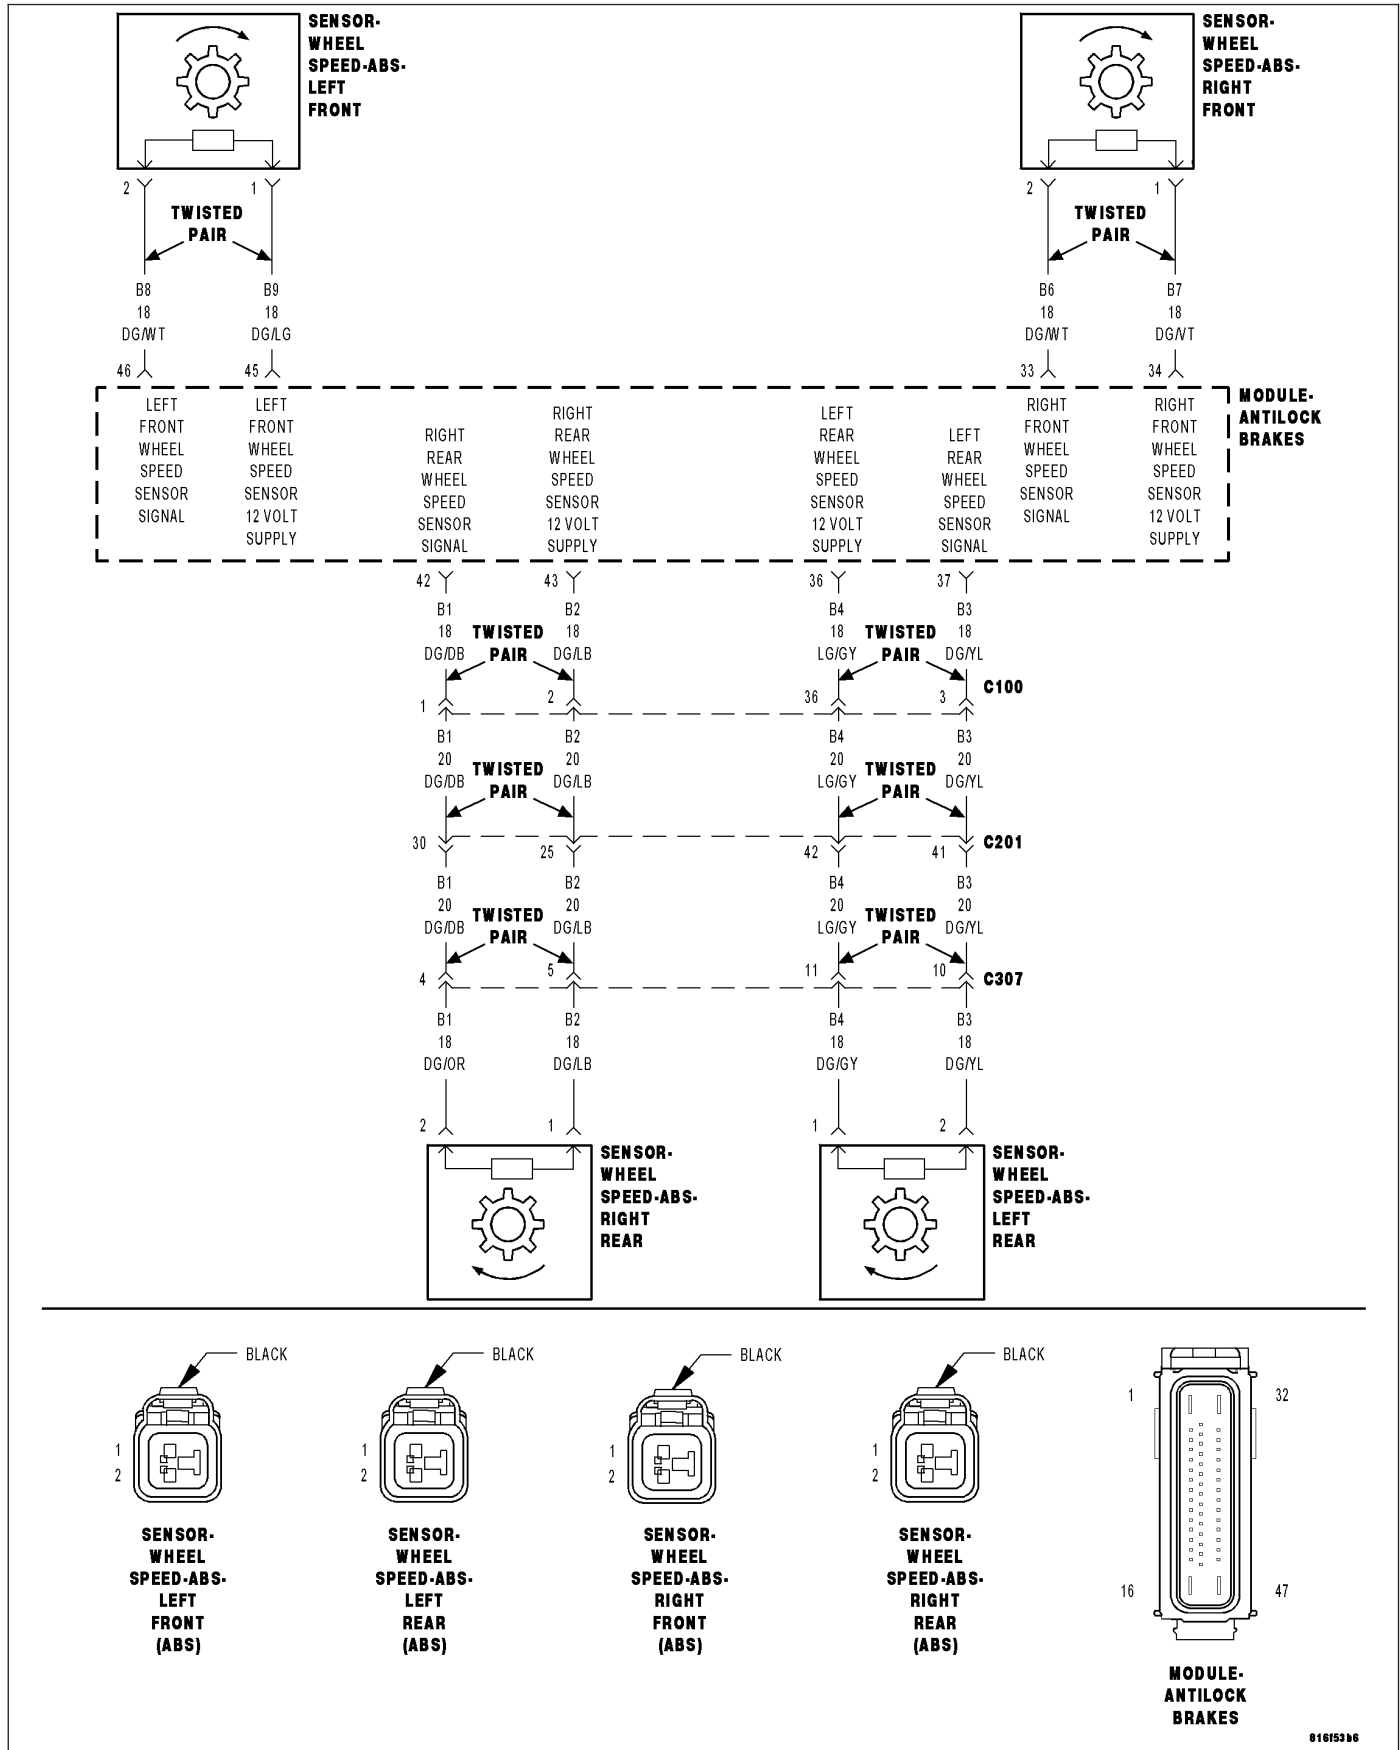 SENSOR-
WHEEL
SPEED-ABS-
LEFT
FRONT
SENSOR-
WHEEL
SPEED-ABS-
RIGHT
FRONT
2
1
TWISTED
PAIR
B8
18
DG/WT
B9
18
DG/LG
46
45
2
1
TWISTED
PAIR
B6
18
DG/WT
B7
18
DG/VT
33
34
MODULE-
ANTILOCK
BRAKES
LEFT
FRONT
WHEEL
SPEED
SENSOR
SIGNAL
LEFT
FRONT
WHEEL
SPEED
SENSOR
12 VOLT
SUPPLY
RIGHT
REAR
WHEEL
SPEED
SENSOR
SIGNAL
RIGHT
REAR
WHEEL
SPEED
SENSOR
12 VOLT
SUPPLY
LEFT
REAR
WHEEL
SPEED
SENSOR
12 VOLT
SUPPLY
LEFT
REAR
WHEEL
SPEED
SENSOR
SIGNAL
RIGHT
FRONT
WHEEL
SPEED
SENSOR
SIGNAL
RIGHT
FRONT
WHEEL
SPEED
SENSOR
12 VOLT
SUPPLY
42
43
36
37
B1
18
DG/DB
TWISTED
PAIR
B2
18
DG/LB
B4
18
LG/GY
TWISTED
PAIR
B3
18
DG/YL
1
2
36
3
C100
B1
20
DG/DB
TWISTED
PAIR
B2
20
DG/LB
B4
20
LG/GY
TWISTED
PAIR
B3
20
DG/YL
30
25
42
41
C201
B1
20
DG/DB
TWISTED
PAIR
B2
20
DG/LB
B4
20
LG/GY
TWISTED
PAIR
B3
20
DG/YL
4
5
11
10
C307
B1
18
DG/OR
B2
18
DG/LB
B4
18
DG/GY
B3
18
DG/YL
2
1
1
2
SENSOR-
WHEEL
SPEED-ABS-
RIGHT
REAR
SENSOR-
WHEEL
SPEED-ABS-
LEFT
REAR
BLACK
1
2
SENSOR-
WHEEL
SPEED-ABS-
LEFT
FRONT
(ABS)
BLACK
1
2
SENSOR-
WHEEL
SPEED-ABS-
LEFT
REAR
(ABS)
BLACK
1
2
SENSOR-
WHEEL
SPEED-ABS-
RIGHT
FRONT
(ABS)
BLACK
1
2
SENSOR-
WHEEL
SPEED-ABS-
RIGHT
REAR
(ABS)
1
32
16
47
MODULE-
ANTILOCK
BRAKES
816f53b6